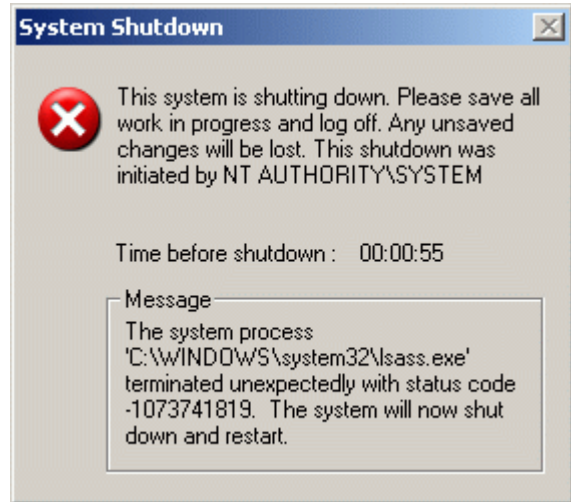 System Shutdown
This system is shutting down. Please save all
work in progress and log off. Any unsaved
changes will be lost. This shutdown was
initiated by NT AUTHORITY\SYSTEM
Time before shutdown : 00:00:55
Message
The system process
'C:\WINDOWS\system32\lsass.exe'
terminated unexpectedly with status code
-1073741819. The system will now shut
down and restart.